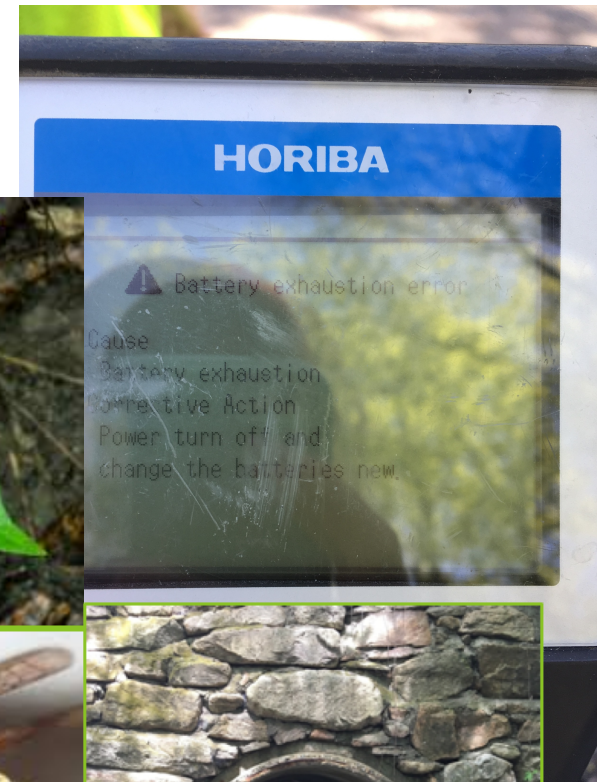 HORIBA
Battery exhaustion error
Cause
Battery exhaustion
Corrective Action
Power turn off and
change the batteries new.